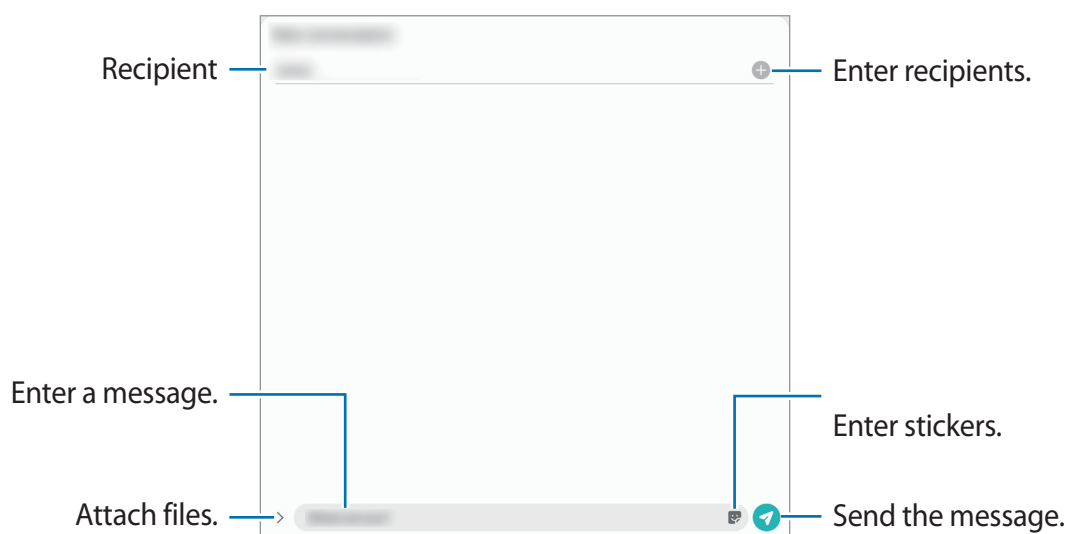 Recipient
Enter recipients.
Enter a message.
Enter stickers.
Attach files.
Send the message.